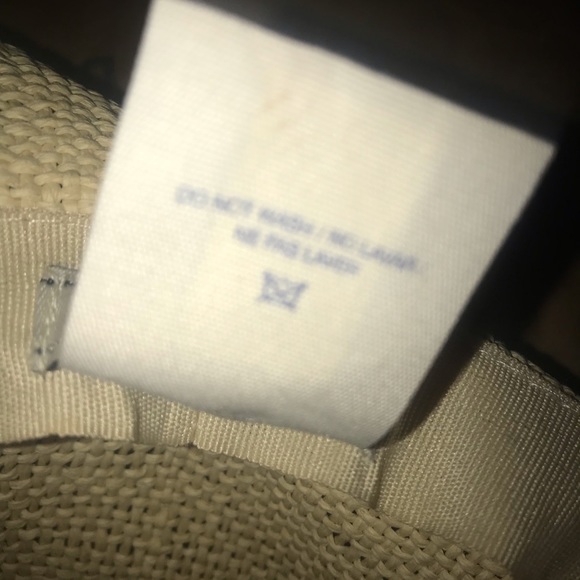 DO NOT WASH / NO LAVAR /
NE PAS LAVER